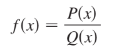 f(x) = P(x) / Q(x)